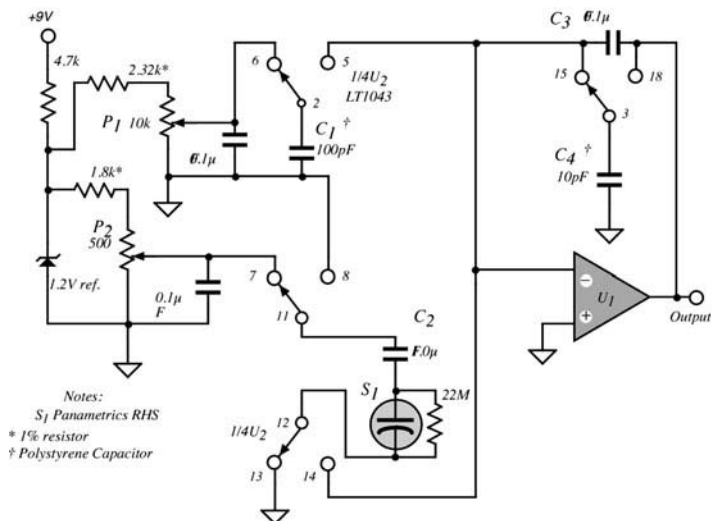 +9V
4.7k
2.32k*
P1 10k
0.1µ
6
5
1/4U2
LT1043
2
C1 †
100pF
C3
0.1µ
15
18
3
C4 †
10pF
1.8k*
P2
500
1.2V ref.
0.1µ
F
7
8
11
C2
1.0µ
S1
22M
−
+
U1
Output
Notes:
S1 Panametrics RHS
* 1% resistor
† Polystyrene Capacitor
1/4U2
12
13
14